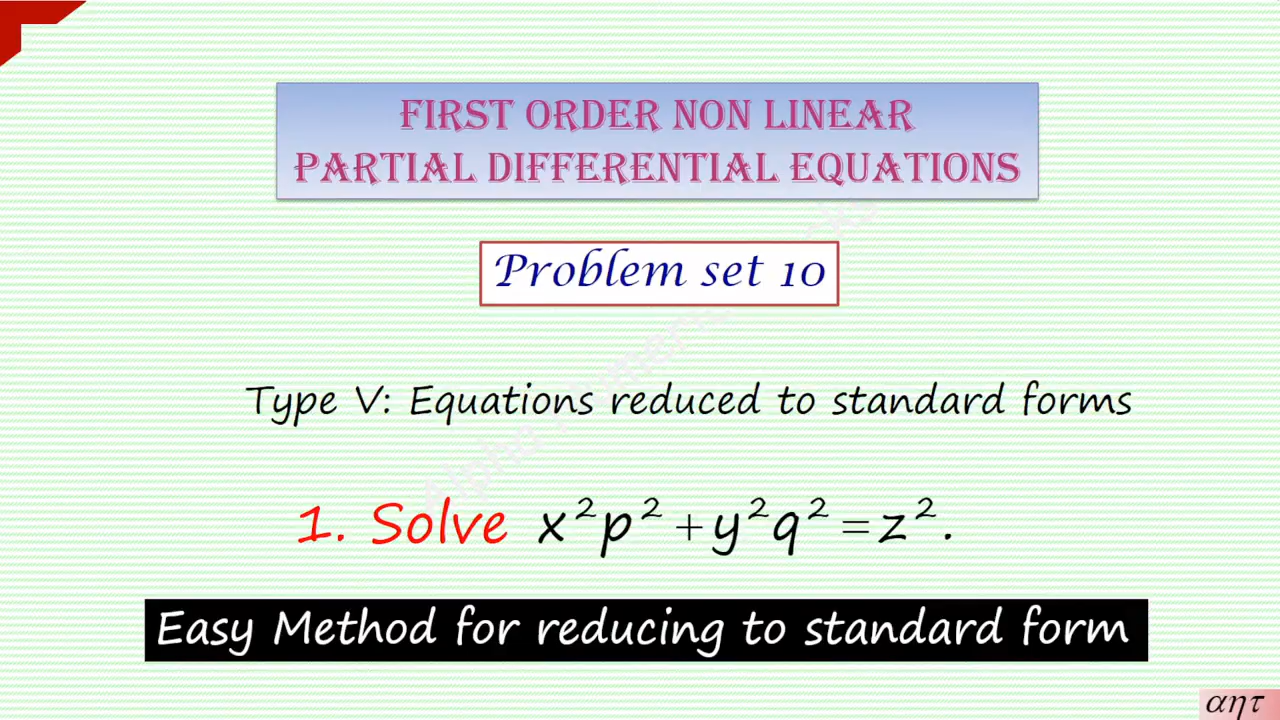 FIRST ORDER NON LINEAR
PARTIAL DIFFERENTIAL EQUATIONS
Problem set 10
Type V: Equations reduced to standard forms
1. Solve x²p² + y²q² = z².
Easy Method for reducing to standard form
αητ